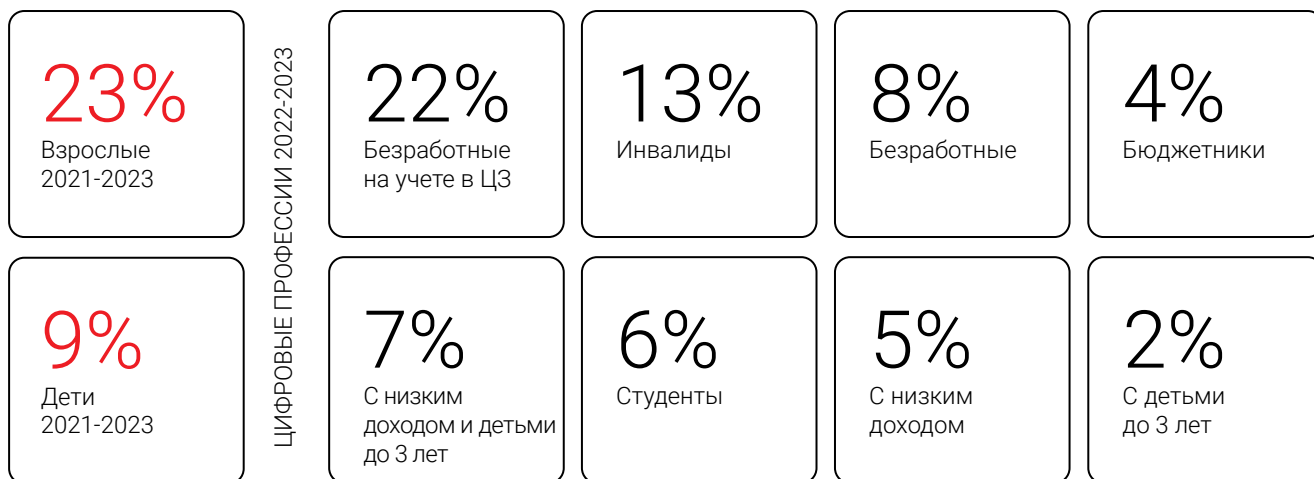 23%
Взрослые
2021-2023
9%
Дети
2021-2023
ЦИФРОВЫЕ ПРОФЕССИИ 2022-2023
22%
Безработные
на учете в ЦЗ
13%
Инвалиды
8%
Безработные
4%
Бюджетники
7%
С низким
доходом и детьми
до 3 лет
6%
Студенты
5%
С низким
доходом
2%
С детьми
до 3 лет